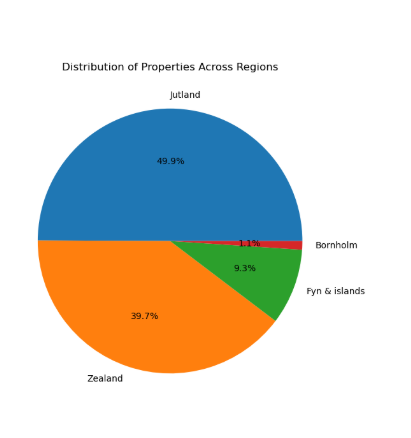 Distribution of Properties Across Regions
Jutland
49.9%
1.1%
Bornholm
9.3%
Fyn & islands
39.7%
Zealand